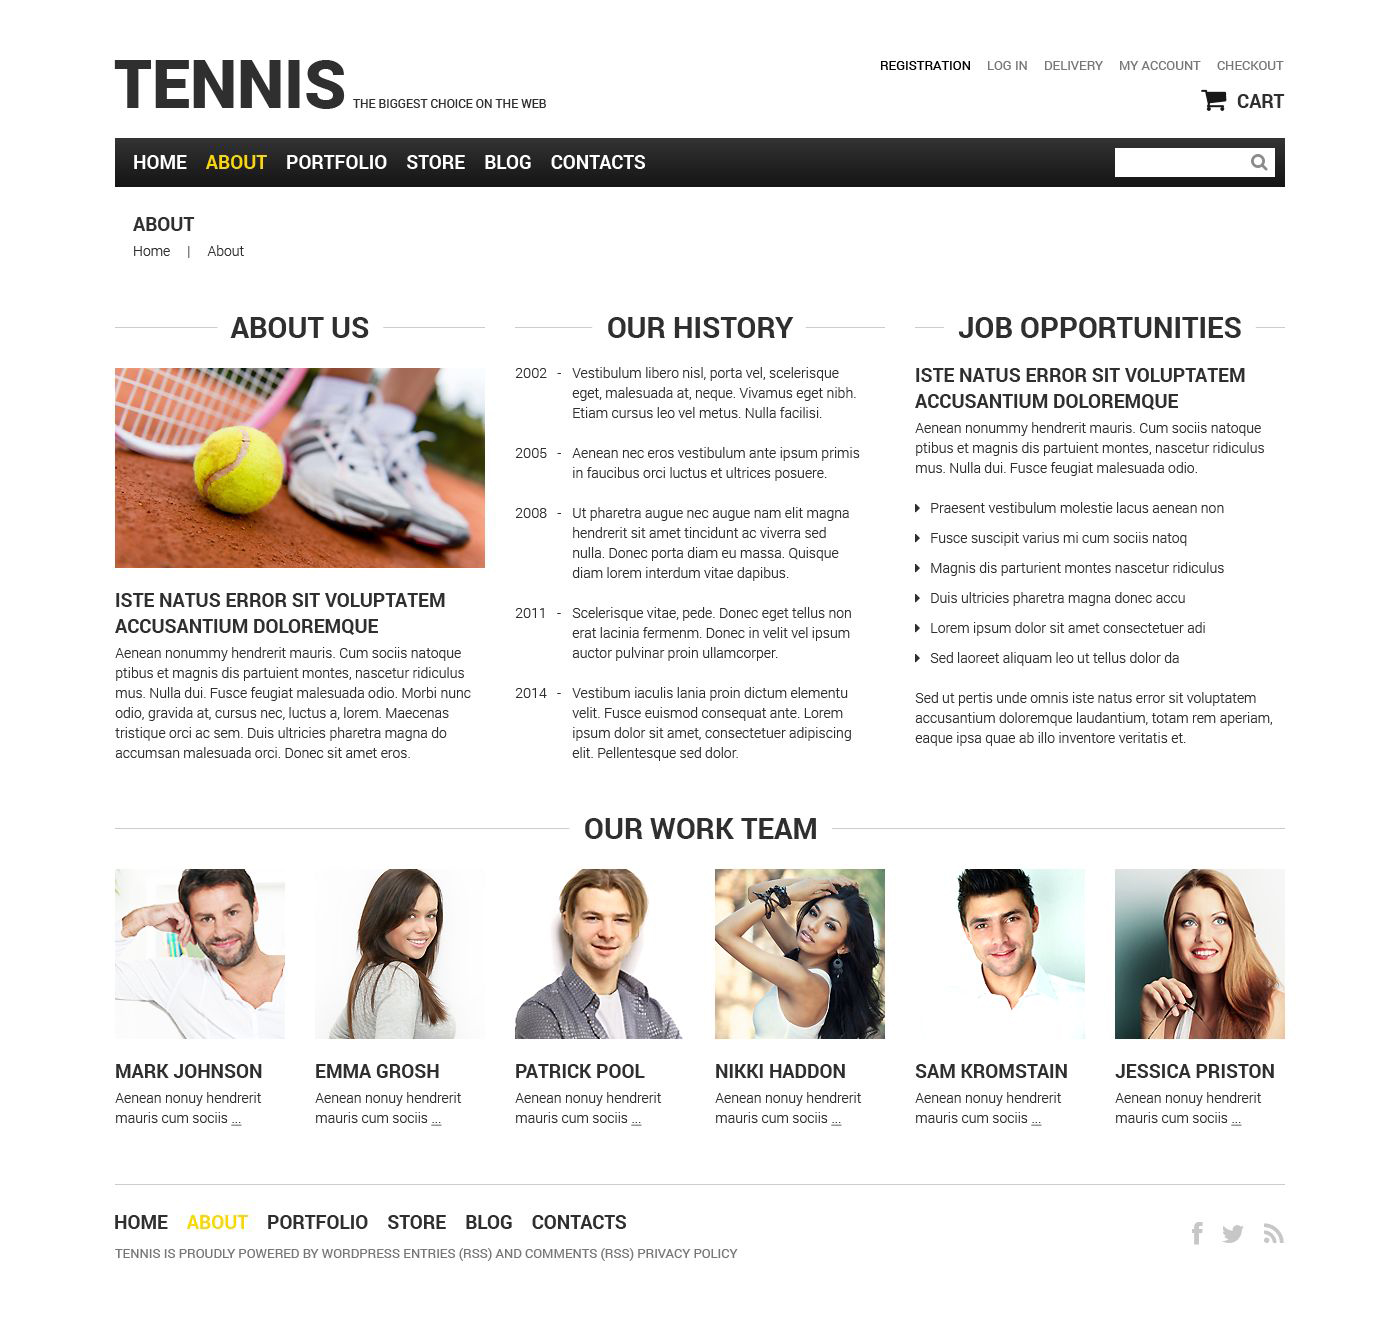 TENNIS THE BIGGEST CHOICE ON THE WEB
REGISTRATION LOG IN DELIVERY MY ACCOUNT CHECKOUT
CART
HOME ABOUT PORTFOLIO STORE BLOG CONTACTS
ABOUT
Home | About
ABOUT US
ISTE NATUS ERROR SIT VOLUPTATEM
ACCUSANTIUM DOLOREMQUE
Aenean nonummy hendrerit mauris. Cum sociis natoque
ptibus et magnis dis partuient montes, nascetur ridiculus
mus. Nulla dui. Fusce feugiat malesuada odio. Morbi nunc
odio, gravida at, cursus nec, luctus a, lorem. Maecenas
tristique orci ac sem. Duis ultricies pharetra magna do
accumsan malesuada orci. Donec sit amet eros.
OUR HISTORY
2002 - Vestibulum libero nisl, porta vel, scelerisque
eget, malesuada at, neque. Vivamus eget nibh.
Etiam cursus leo vel metus. Nulla facilisi.
2005 - Aenean nec eros vestibulum ante ipsum primis
in faucibus orci luctus et ultrices posuere.
2008 - Ut pharetra augue nec augue nam elit magna
hendrerit sit amet tincidunt ac viverra sed
nulla. Donec porta diam eu massa. Quisque
diam lorem interdum vitae dapibus.
2011 - Scelerisque vitae, pede. Donec eget tellus non
erat lacinia fermenm. Donec in velit vel ipsum
auctor pulvinar proin ullamcorper.
2014 - Vestibum iaculis lania proin dictum elementu
velit. Fusce euismod consequat ante. Lorem
ipsum dolor sit amet, consectetuer adipiscing
elit. Pellentesque sed dolor.
JOB OPPORTUNITIES
ISTE NATUS ERROR SIT VOLUPTATEM
ACCUSANTIUM DOLOREMQUE
Aenean nonummy hendrerit mauris. Cum sociis natoque
ptibus et magnis dis partuient montes, nascetur ridiculus
mus. Nulla dui. Fusce feugiat malesuada odio.
Praesent vestibulum molestie lacus aenean non
Fusce suscipit varius mi cum sociis natoq
Magnis dis parturient montes nascetur ridiculus
Duis ultricies pharetra magna donec accu
Lorem ipsum dolor sit amet consectetuer adi
Sed laoreet aliquam leo ut tellus dolor da
Sed ut pertis unde omnis iste natus error sit voluptatem
accusantium doloremque laudantium, totam rem aperiam,
eaque ipsa quae ab illo inventore veritatis et.
OUR WORK TEAM
MARK JOHNSON
Aenean nonuy hendrerit
mauris cum sociis ...
EMMA GROSH
Aenean nonuy hendrerit
mauris cum sociis ...
PATRICK POOL
Aenean nonuy hendrerit
mauris cum sociis ...
NIKKI HADDON
Aenean nonuy hendrerit
mauris cum sociis ...
SAM KROMSTAIN
Aenean nonuy hendrerit
mauris cum sociis ...
JESSICA PRISTON
Aenean nonuy hendrerit
mauris cum sociis ...
HOME ABOUT PORTFOLIO STORE BLOG CONTACTS
TENNIS IS PROUDLY POWERED BY WORDPRESS ENTRIES (RSS) AND COMMENTS (RSS) PRIVACY POLICY